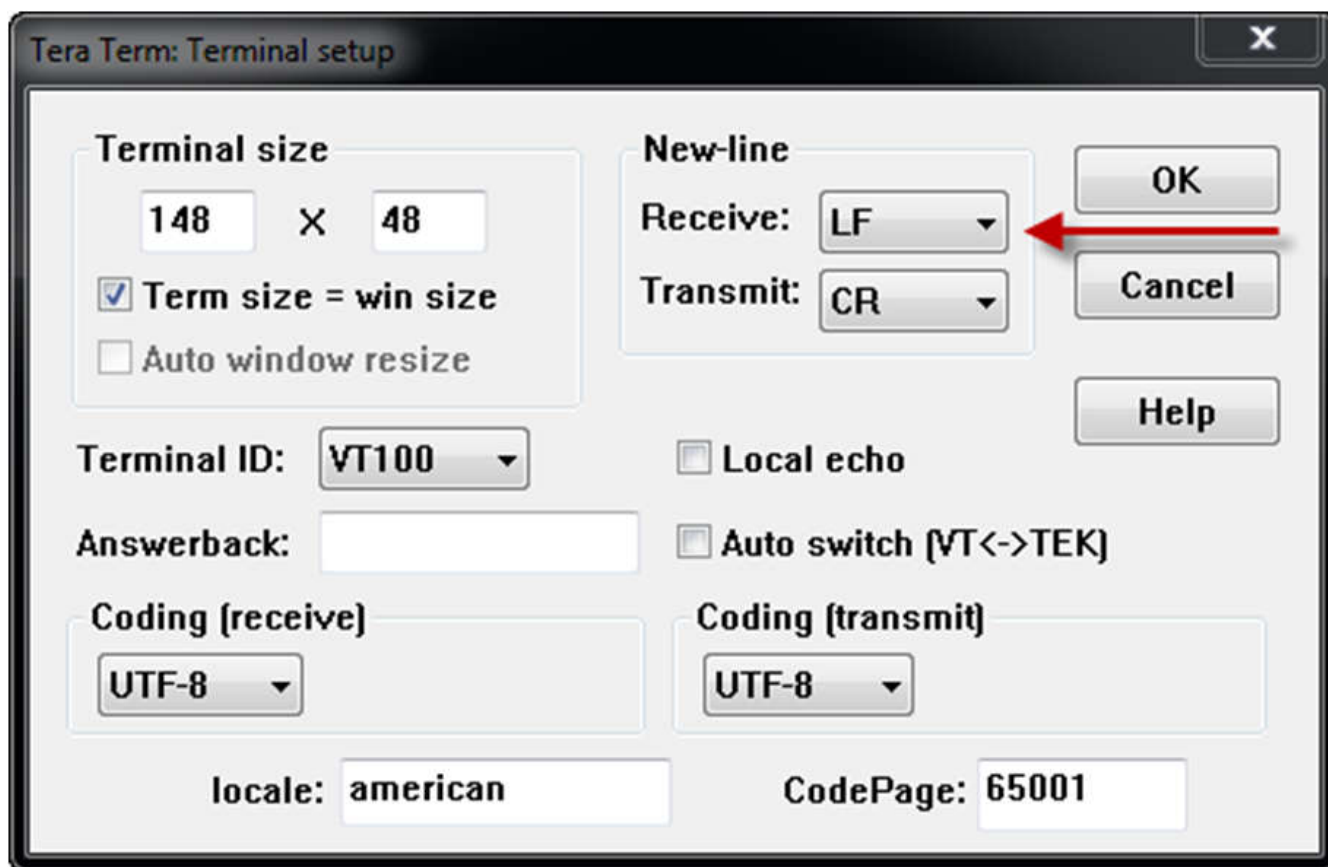 Tera Term: Terminal setup
x
Terminal size
148 X 48
Term size = win size
Auto window resize
New-line
Receive: LF
Transmit: CR
OK
Cancel
Help
Terminal ID: VT100
Local echo
Answerback:
Auto switch (VT<->TEK)
Coding (receive)
UTF-8
Coding (transmit)
UTF-8
locale: american
CodePage: 65001